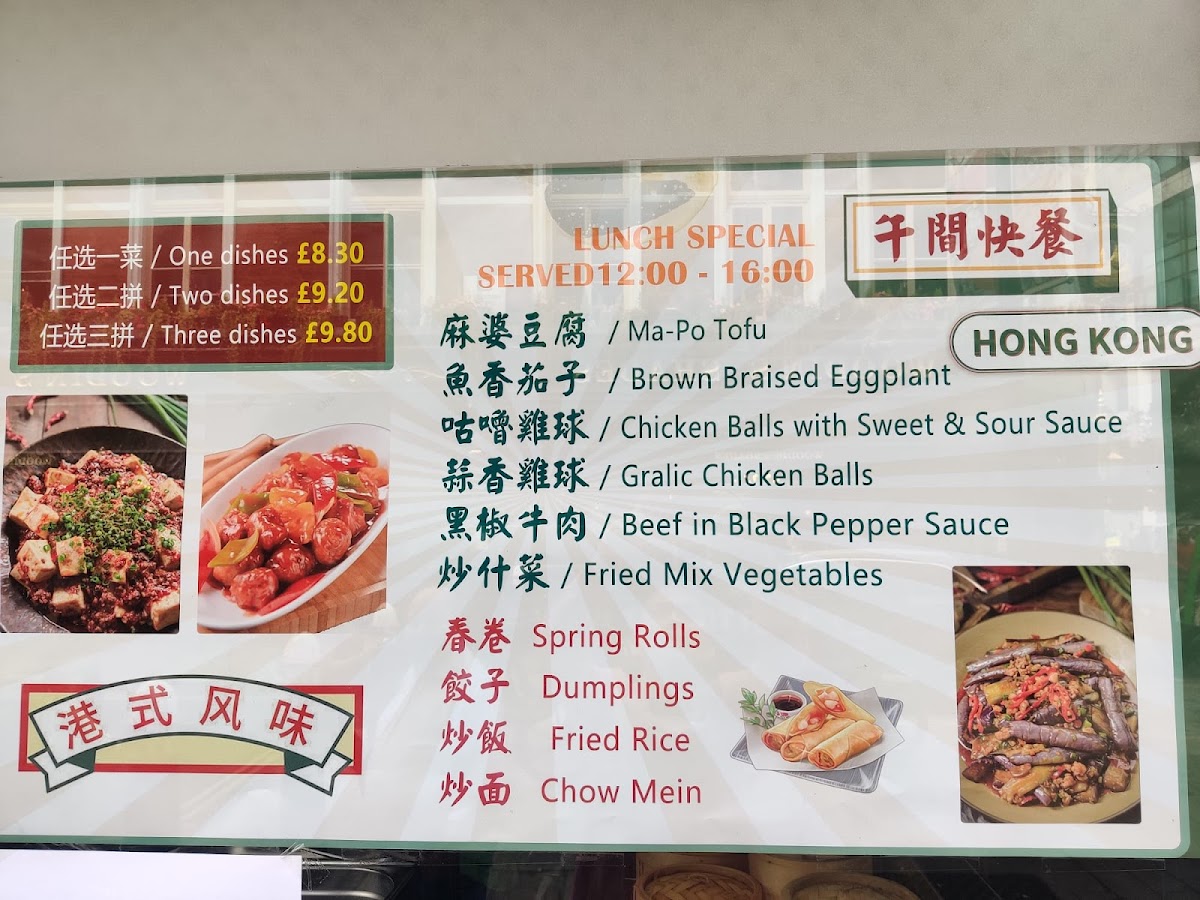 任选一菜 / One dishes £8.30
任选二拼 / Two dishes £9.20
任选三拼 / Three dishes £9.80
LUNCH SPECIAL
SERVED12:00 - 16:00
午間快餐
HONG KONG
麻婆豆腐 / Ma-Po Tofu
魚香茄子 / Brown Braised Eggplant
咕嚕雞球 / Chicken Balls with Sweet & Sour Sauce
蒜香雞球 / Gralic Chicken Balls
黑椒牛肉 / Beef in Black Pepper Sauce
炒什菜 / Fried Mix Vegetables
春卷 Spring Rolls
餃子 Dumplings
炒飯 Fried Rice
炒面 Chow Mein
港式风味